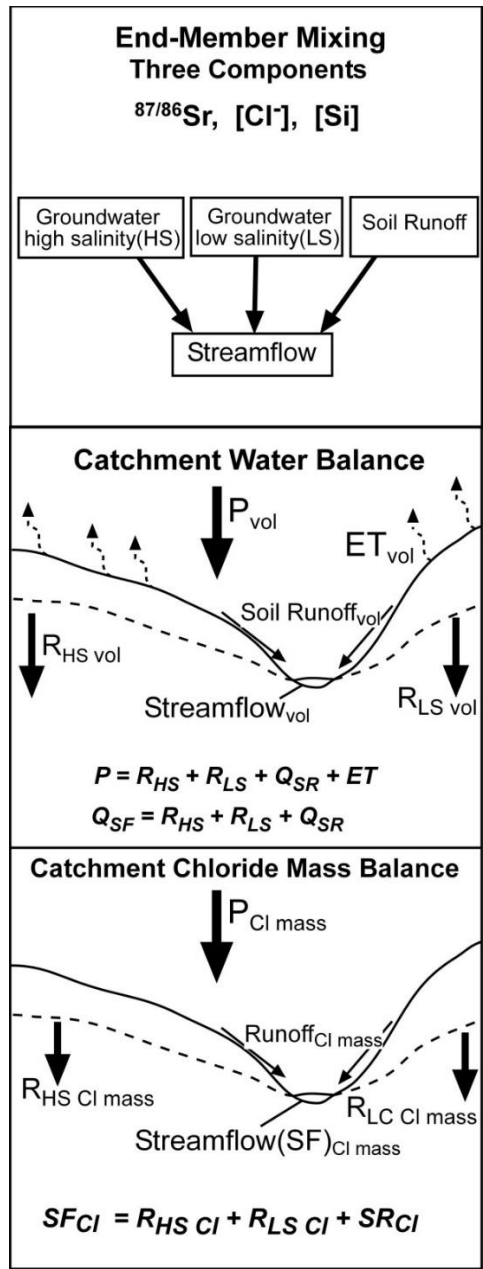 End-Member Mixing
Three Components
87/86Sr, [Cl-], [Si]
Groundwater
high salinity(HS)
Groundwater
low salinity(LS)
Soil Runoff
Streamflow
Catchment Water Balance
Pvol
ETvol
Soil Runoffvol
RHS vol
RLS vol
Streamflowvol
P = RHS + RLS + QSR + ET
QSF = RHS + RLS + QSR
Catchment Chloride Mass Balance
PCl mass
RunoffCl mass
RHS Cl mass
RLC Cl mass
Streamflow(SF)Cl mass
SFCl = RHS Cl + RLS Cl + SRCl